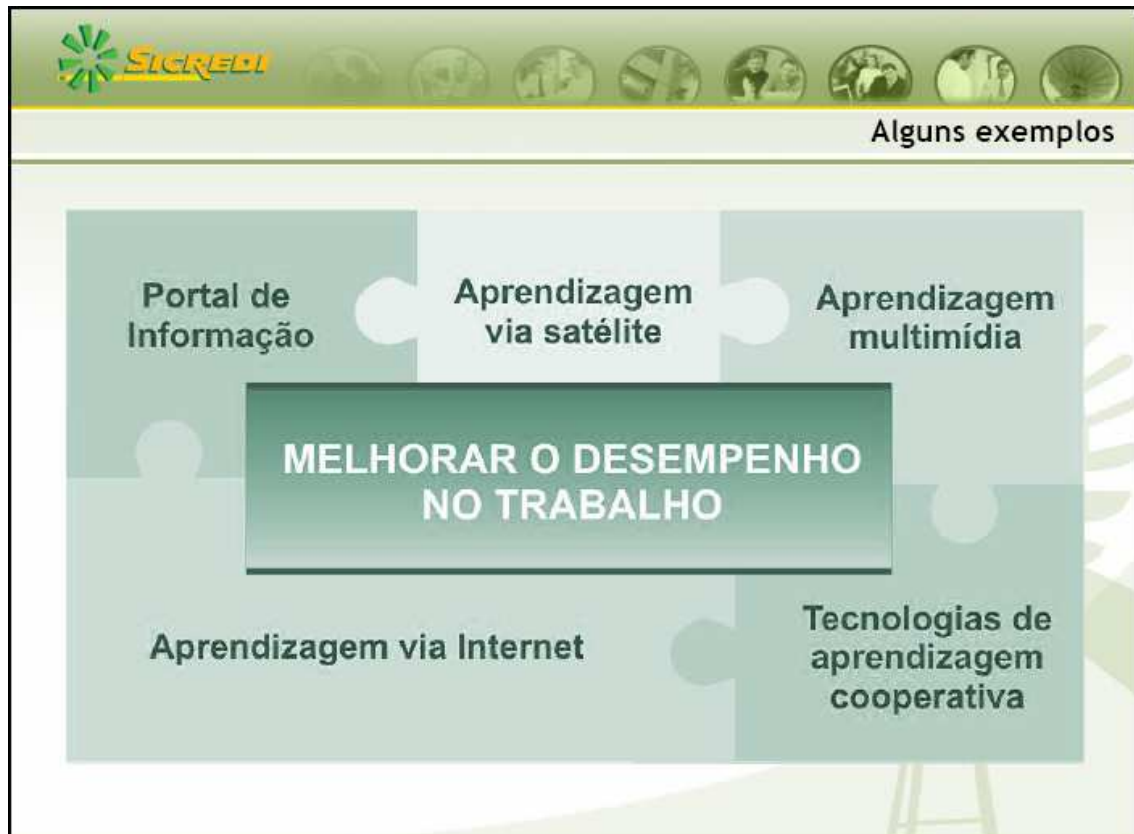 SICREDI
Alguns exemplos
Portal de
Informação
Aprendizagem
via satélite
Aprendizagem
multimídia
MELHORAR O DESEMPENHO
NO TRABALHO
Aprendizagem via Internet
Tecnologias de
aprendizagem
cooperativa